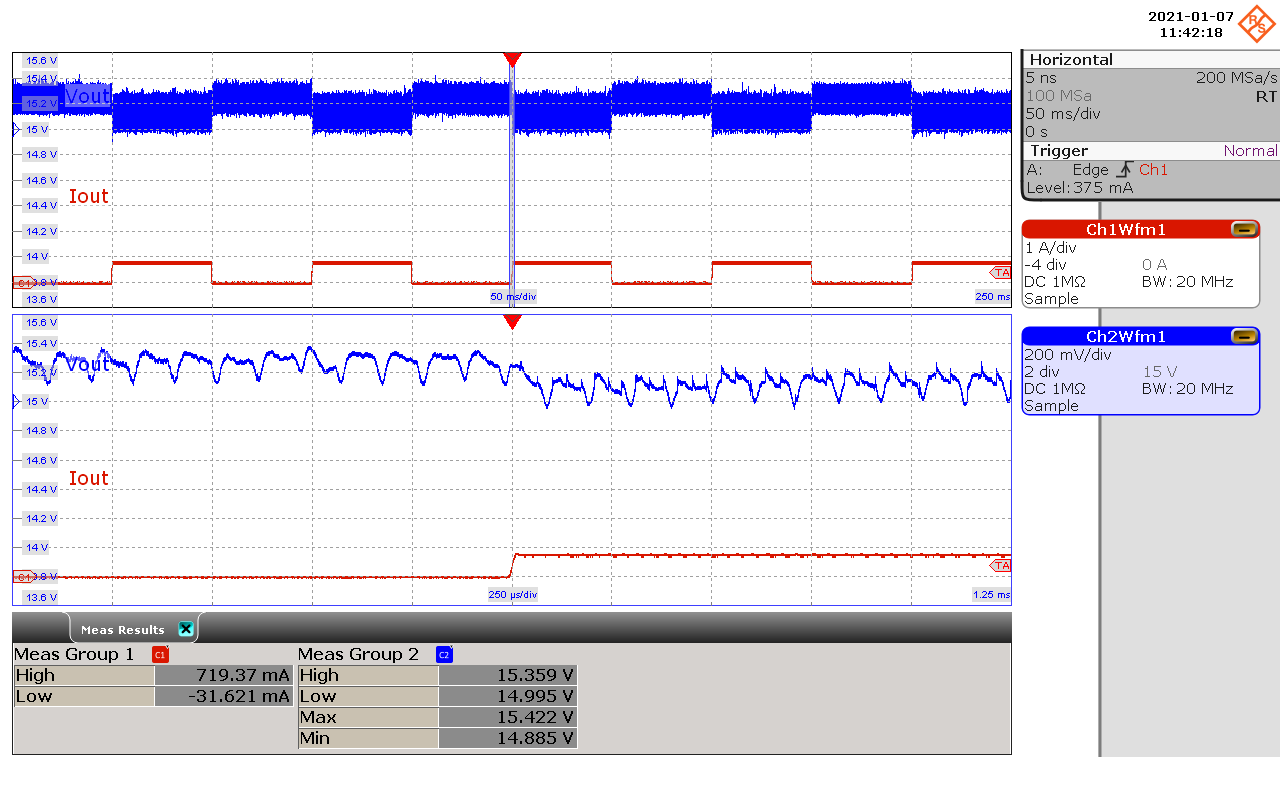 2021-01-07
11:42:18
R&S
15.6 V
15.4 V
Vout
15.2 V
15 V
14.8 V
14.6 V
Iout
14.4 V
14.2 V
14 V
TA
C1 13.8 V
50 ms/div
250 ms
13.6 V
15.6 V
15.4 V
Vout
15.2 V
15 V
14.8 V
14.6 V
Iout
14.4 V
14.2 V
14 V
TA
C1 13.8 V
250 µs/div
1.25 ms
13.6 V
Horizontal
5 ns 200 MSa/s
100 MSa RT
50 ms/div
0 s
Trigger Normal
A: Edge Ch1
Level: 375 mA
Ch1Wfm1
1 A/div
-4 div 0 A
DC 1MΩ BW: 20 MHz
Sample
Ch2Wfm1
200 mV/div
2 div 15 V
DC 1MΩ BW: 20 MHz
Sample
Meas Results
Meas Group 1 C1
High 719.37 mA
Low -31.621 mA
Meas Group 2 C2
High 15.359 V
Low 14.995 V
Max 15.422 V
Min 14.885 V